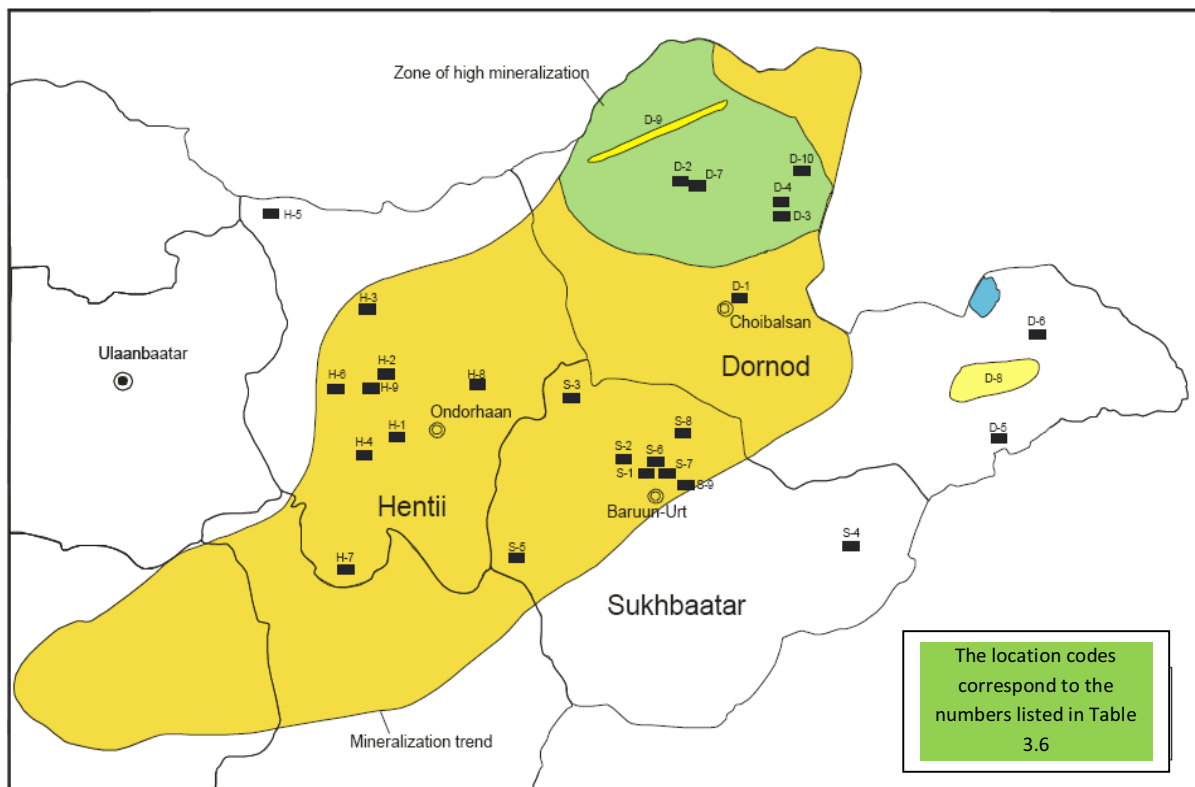 Zone of high mineralization
D-9
D-10
D-2
D-7
D-4
D-3
H-5
D-1
Choibalsan
H-3
D-6
Ulaanbaatar
Dornod
H-2
H-8
H-6
H-9
S-3
D-8
Ondorhaan
H-1
S-8
D-5
H-4
S-2
S-6
S-1
S-7
S-9
Hentii
Baruun-Urt
S-4
S-5
H-7
Sukhbaatar
The location codes
correspond to the
numbers listed in Table
3.6
Mineralization trend